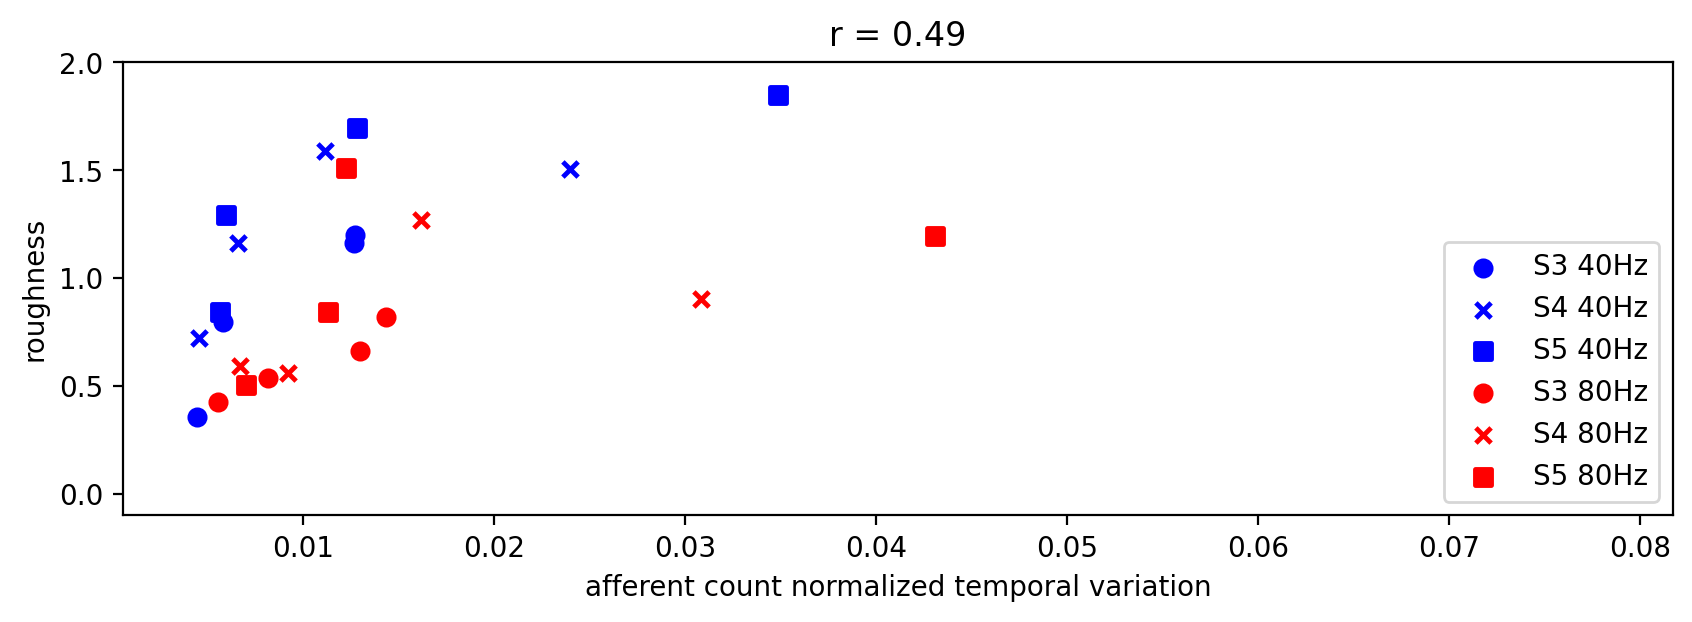 r = 0.49
2.0
1.5
1.0
0.5
0.0
roughness
S3 40Hz
S4 40Hz
S5 40Hz
S3 80Hz
S4 80Hz
S5 80Hz
0.01 0.02 0.03 0.04 0.05 0.06 0.07 0.08
afferent count normalized temporal variation